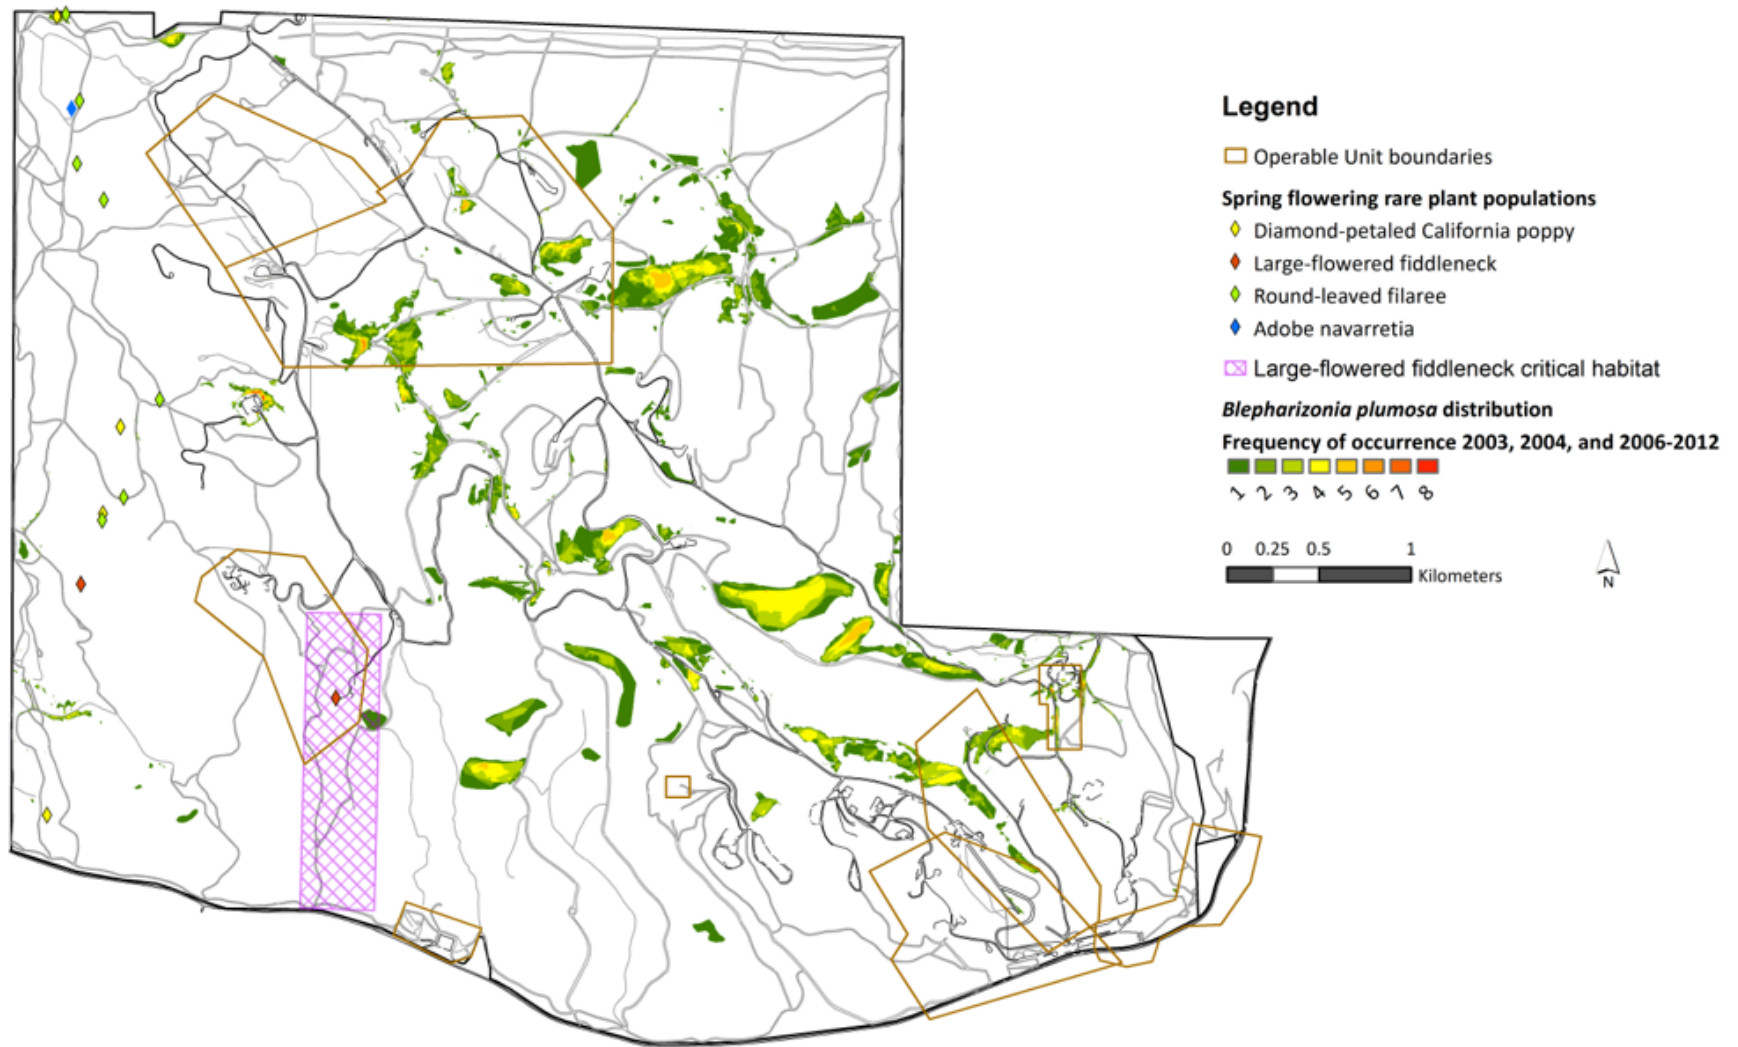 Legend
Operable Unit boundaries
Spring flowering rare plant populations
Diamond-petaled California poppy
Large-flowered fiddleneck
Round-leaved filaree
Adobe navarretia
Large-flowered fiddleneck critical habitat
Blepharizonia plumosa distribution
Frequency of occurrence 2003, 2004, and 2006-2012
1 2 3 4 5 6 7 8
0 0.25 0.5 1
Kilometers
N